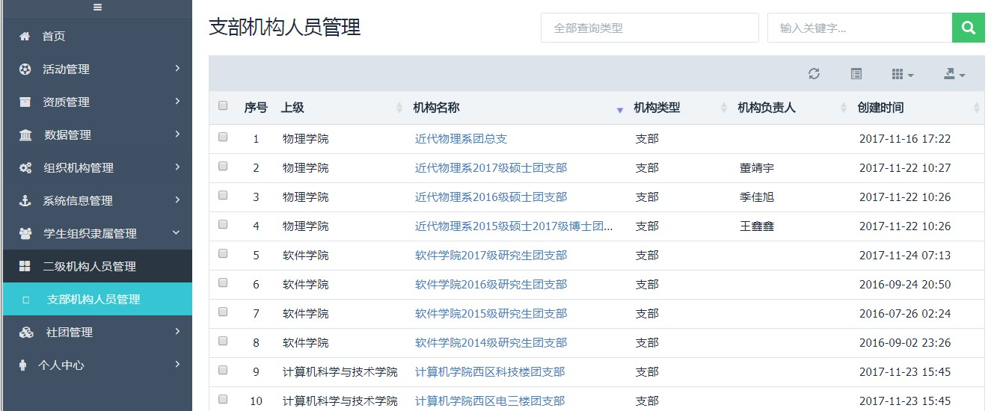 首页
活动管理
资质管理
数据管理
组织机构管理
系统信息管理
学生组织隶属管理
二级机构人员管理
支部机构人员管理
社团管理
个人中心
支部机构人员管理 全部查询类型 输入关键字...
序号 上级 机构名称 机构类型 机构负责人 创建时间
1 物理学院 近代物理系团总支 支部 2017-11-16 17:22
2 物理学院 近代物理系2017级硕士团支部 支部 董靖宇 2017-11-22 10:27
3 物理学院 近代物理系2016级硕士团支部 支部 季佳旭 2017-11-22 10:26
4 物理学院 近代物理系2015级硕士2017级博士团... 支部 王鑫鑫 2017-11-22 10:26
5 软件学院 软件学院2017级研究生团支部 支部 2017-11-24 07:13
6 软件学院 软件学院2016级研究生团支部 支部 2016-09-24 20:50
7 软件学院 软件学院2015级研究生团支部 支部 2016-07-26 02:24
8 软件学院 软件学院2014级研究生团支部 支部 2016-09-02 23:26
9 计算机科学与技术学院 计算机学院西区科技楼团支部 支部 2017-11-23 15:45
10 计算机科学与技术学院 计算机学院西区电三楼团支部 支部 2017-11-23 15:45